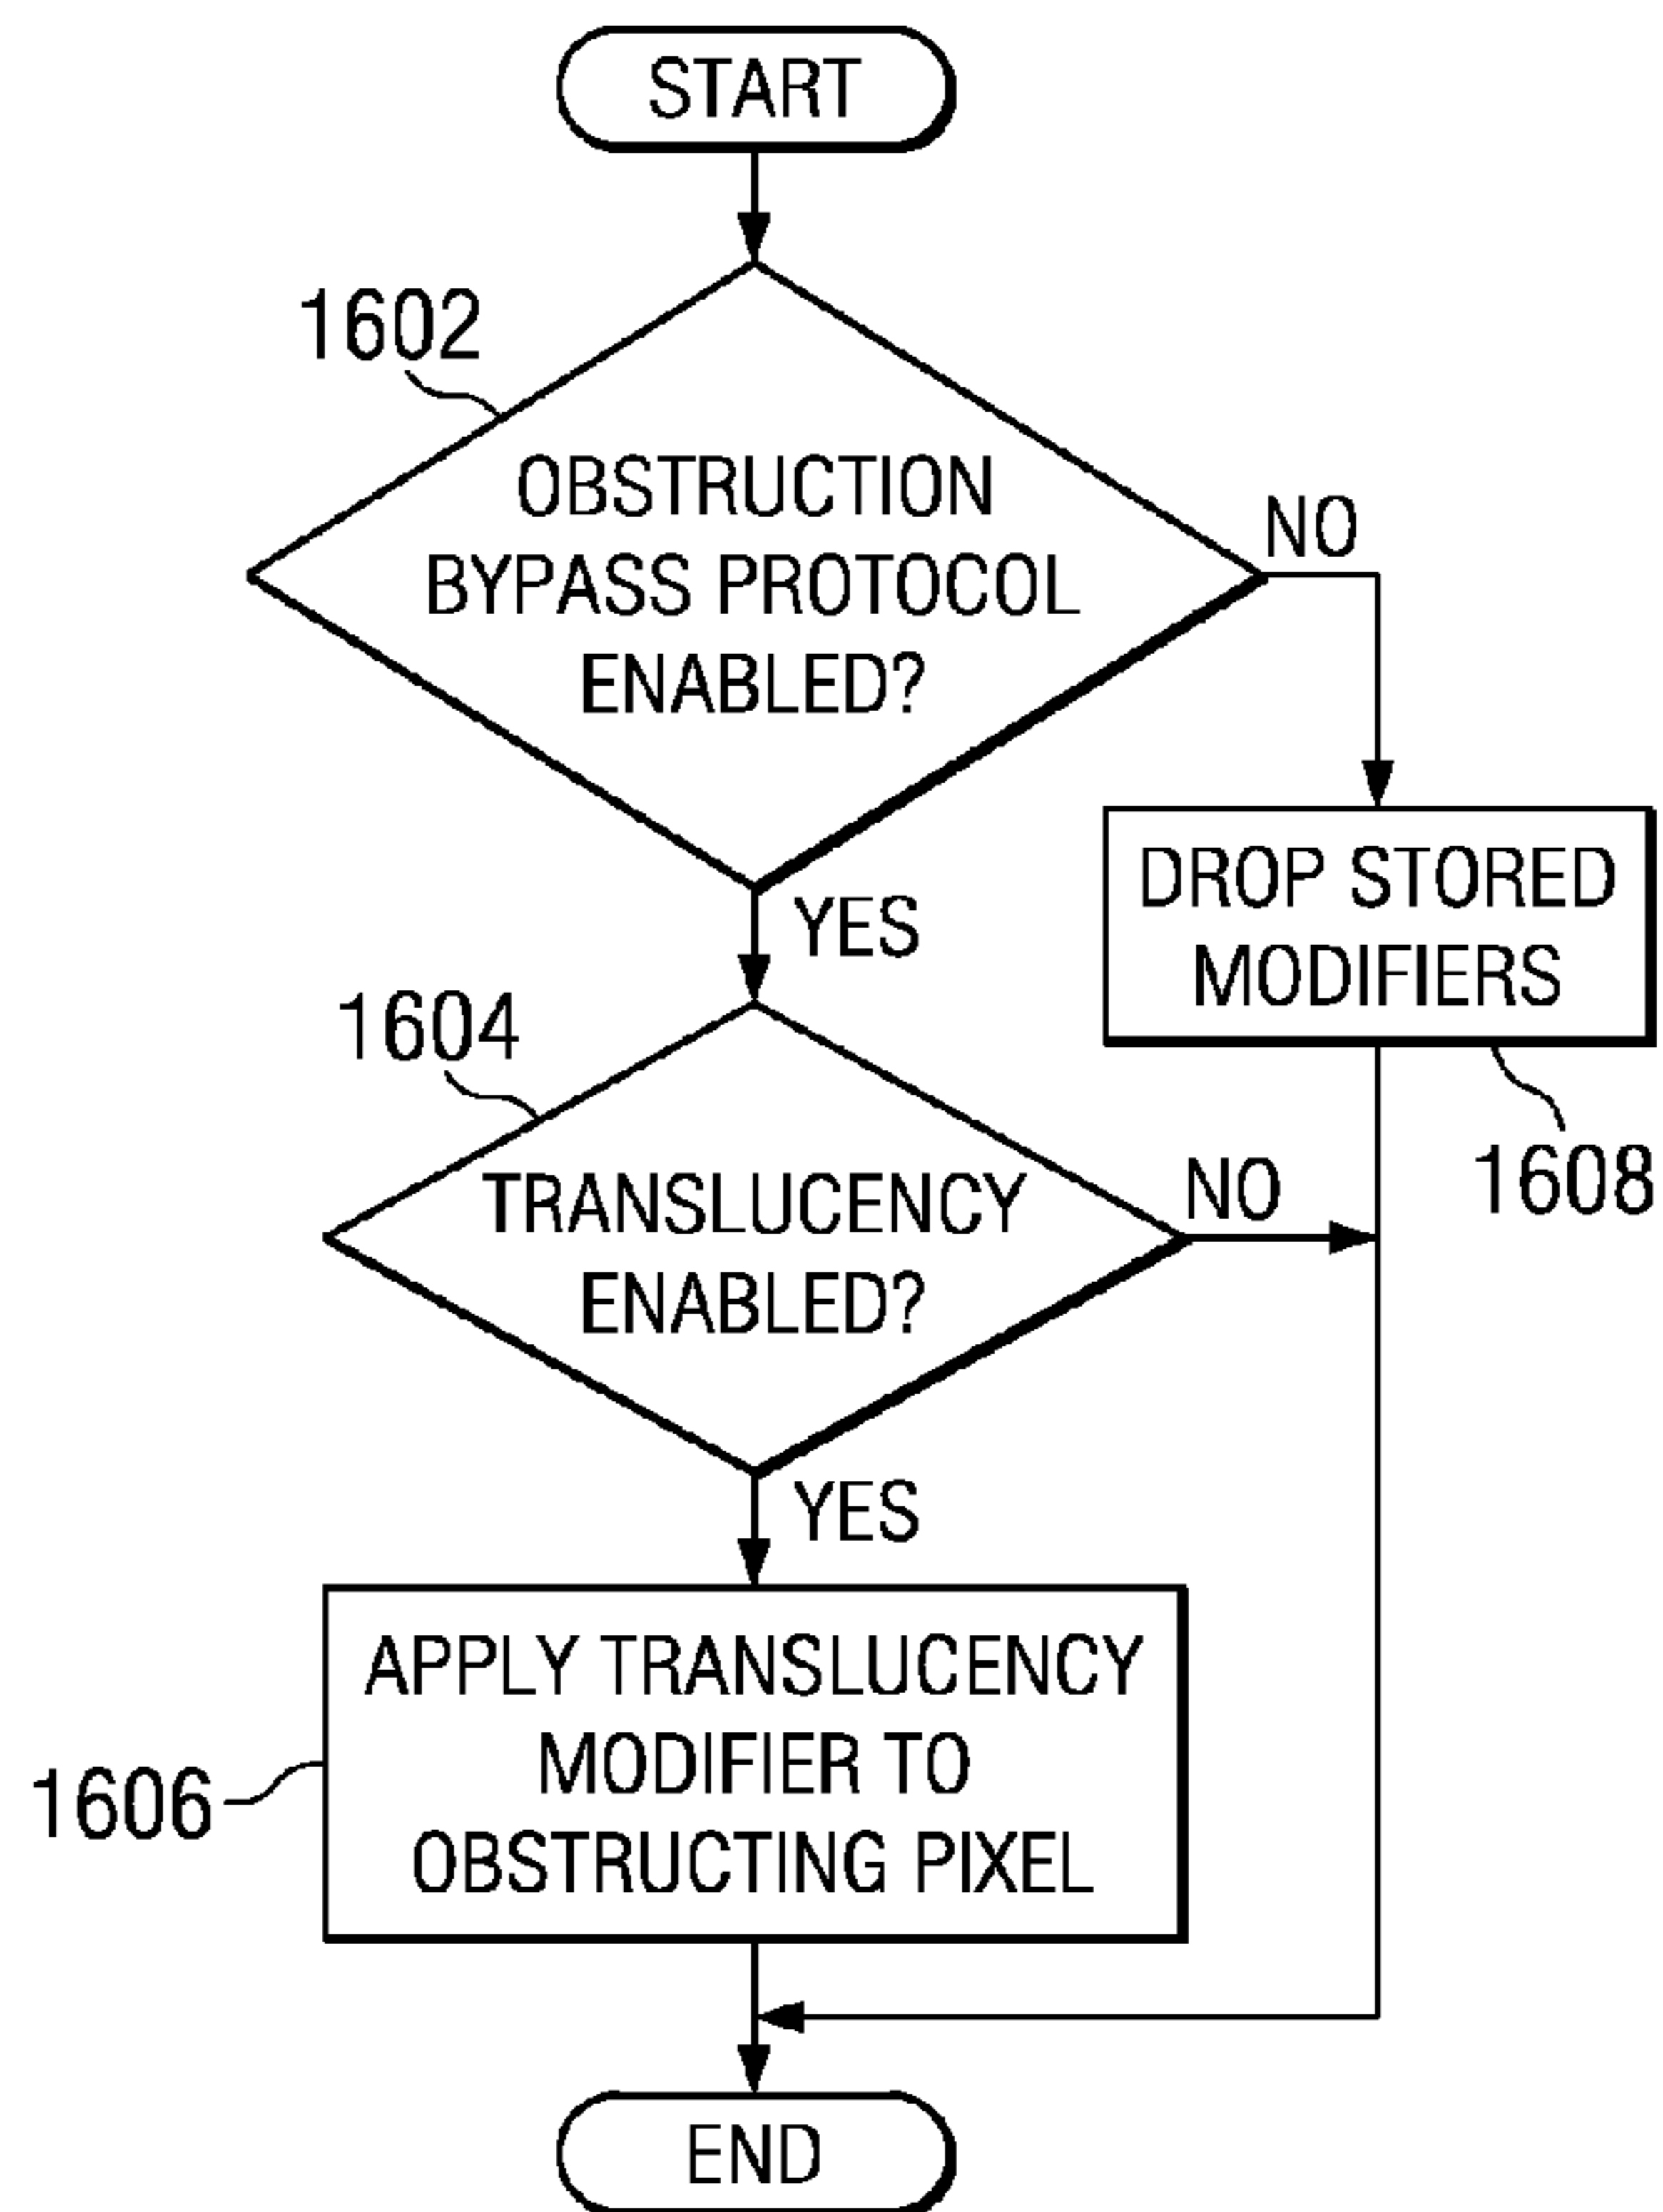 START
1602
OBSTRUCTION
BYPASS PROTOCOL
ENABLED?
NO
YES
DROP STORED
MODIFIERS
1608
1604
TRANSLUCENCY
ENABLED?
NO
YES
1606
APPLY TRANSLUCENCY
MODIFIER TO
OBSTRUCTING PIXEL
END